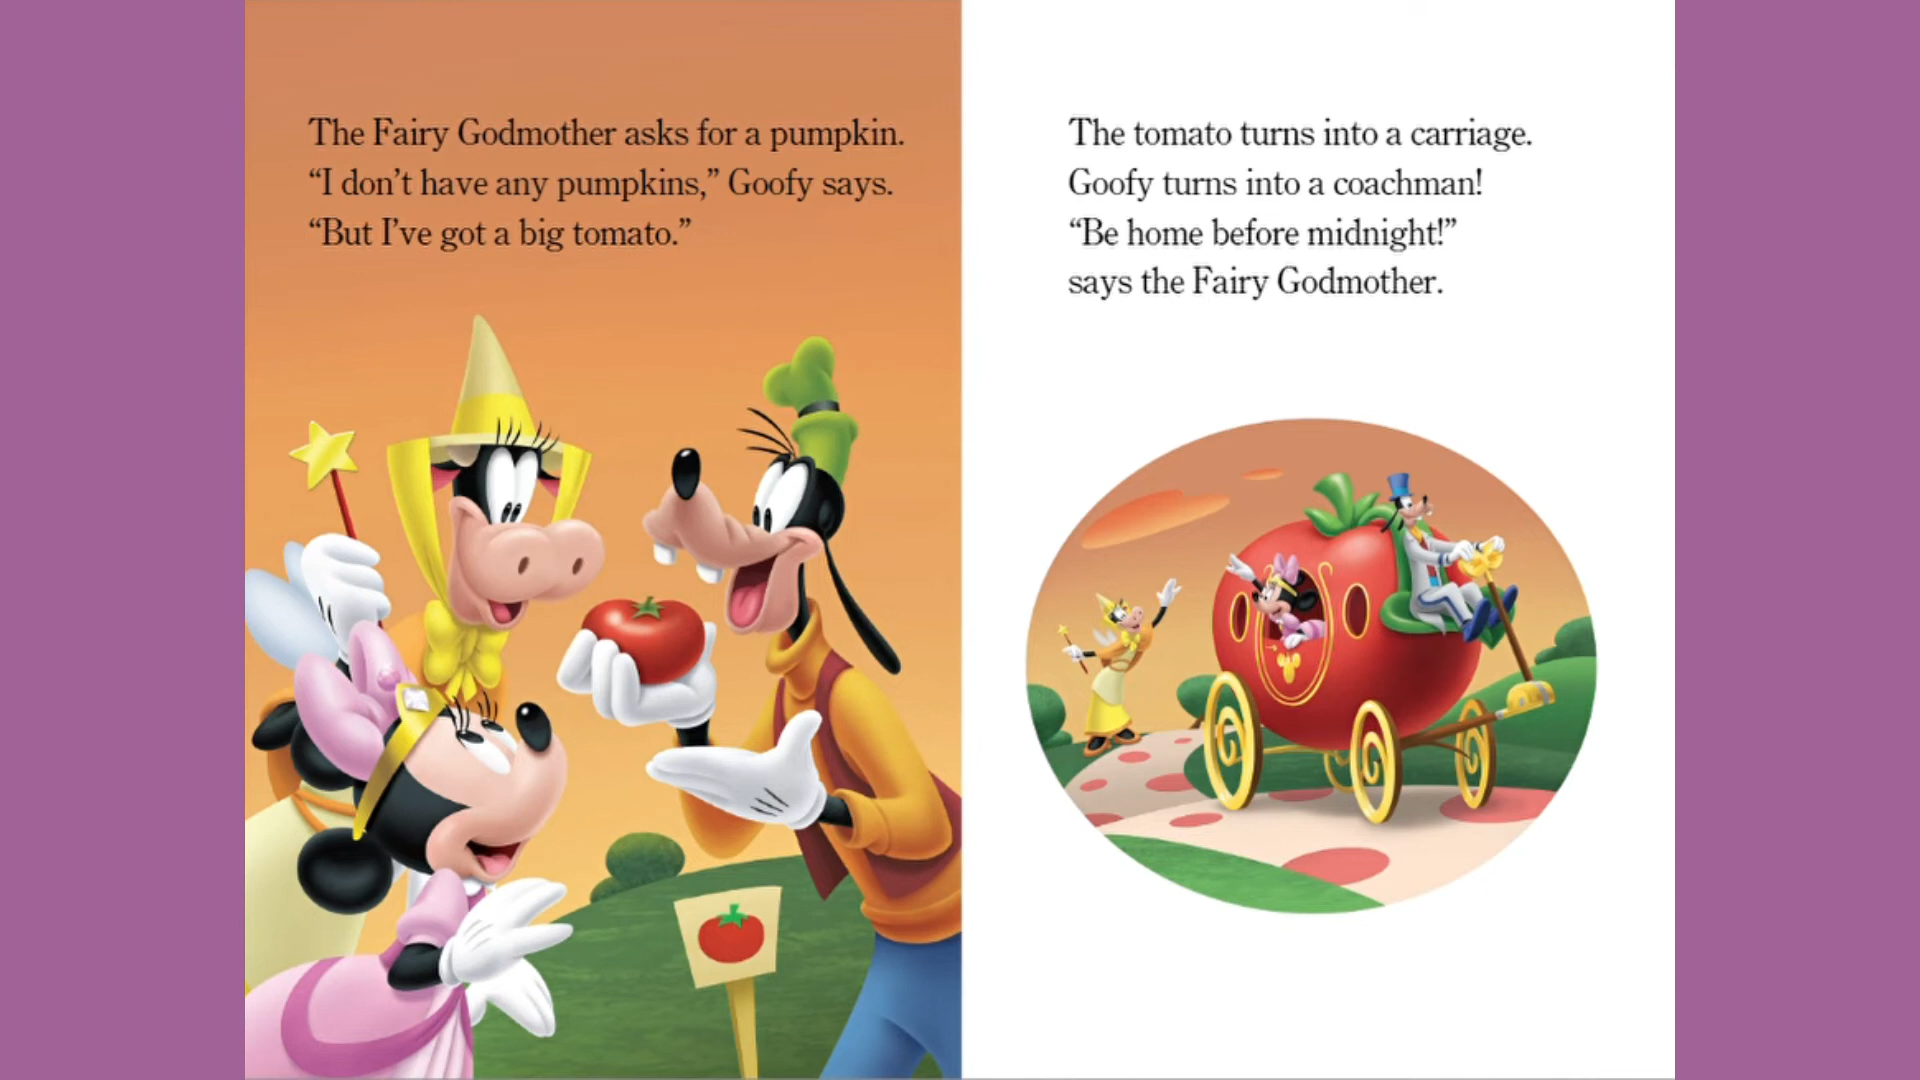 The Fairy Godmother asks for a pumpkin.
“I don’t have any pumpkins,” Goofy says.
“But I’ve got a big tomato.”
The tomato turns into a carriage.
Goofy turns into a coachman!
“Be home before midnight!”
says the Fairy Godmother.